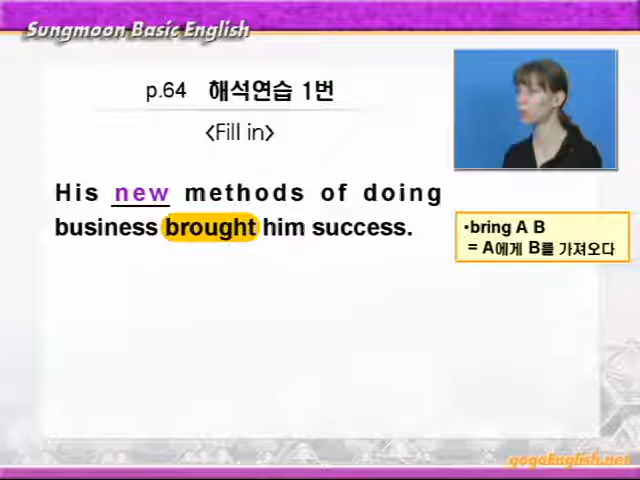 Sungmoon Basic English
p.64 해석연습 1번
<Fill in>
His new methods of doing
business brought him success.
•bring A B
= A에게 B를 가져오다
gogoEnglish.net